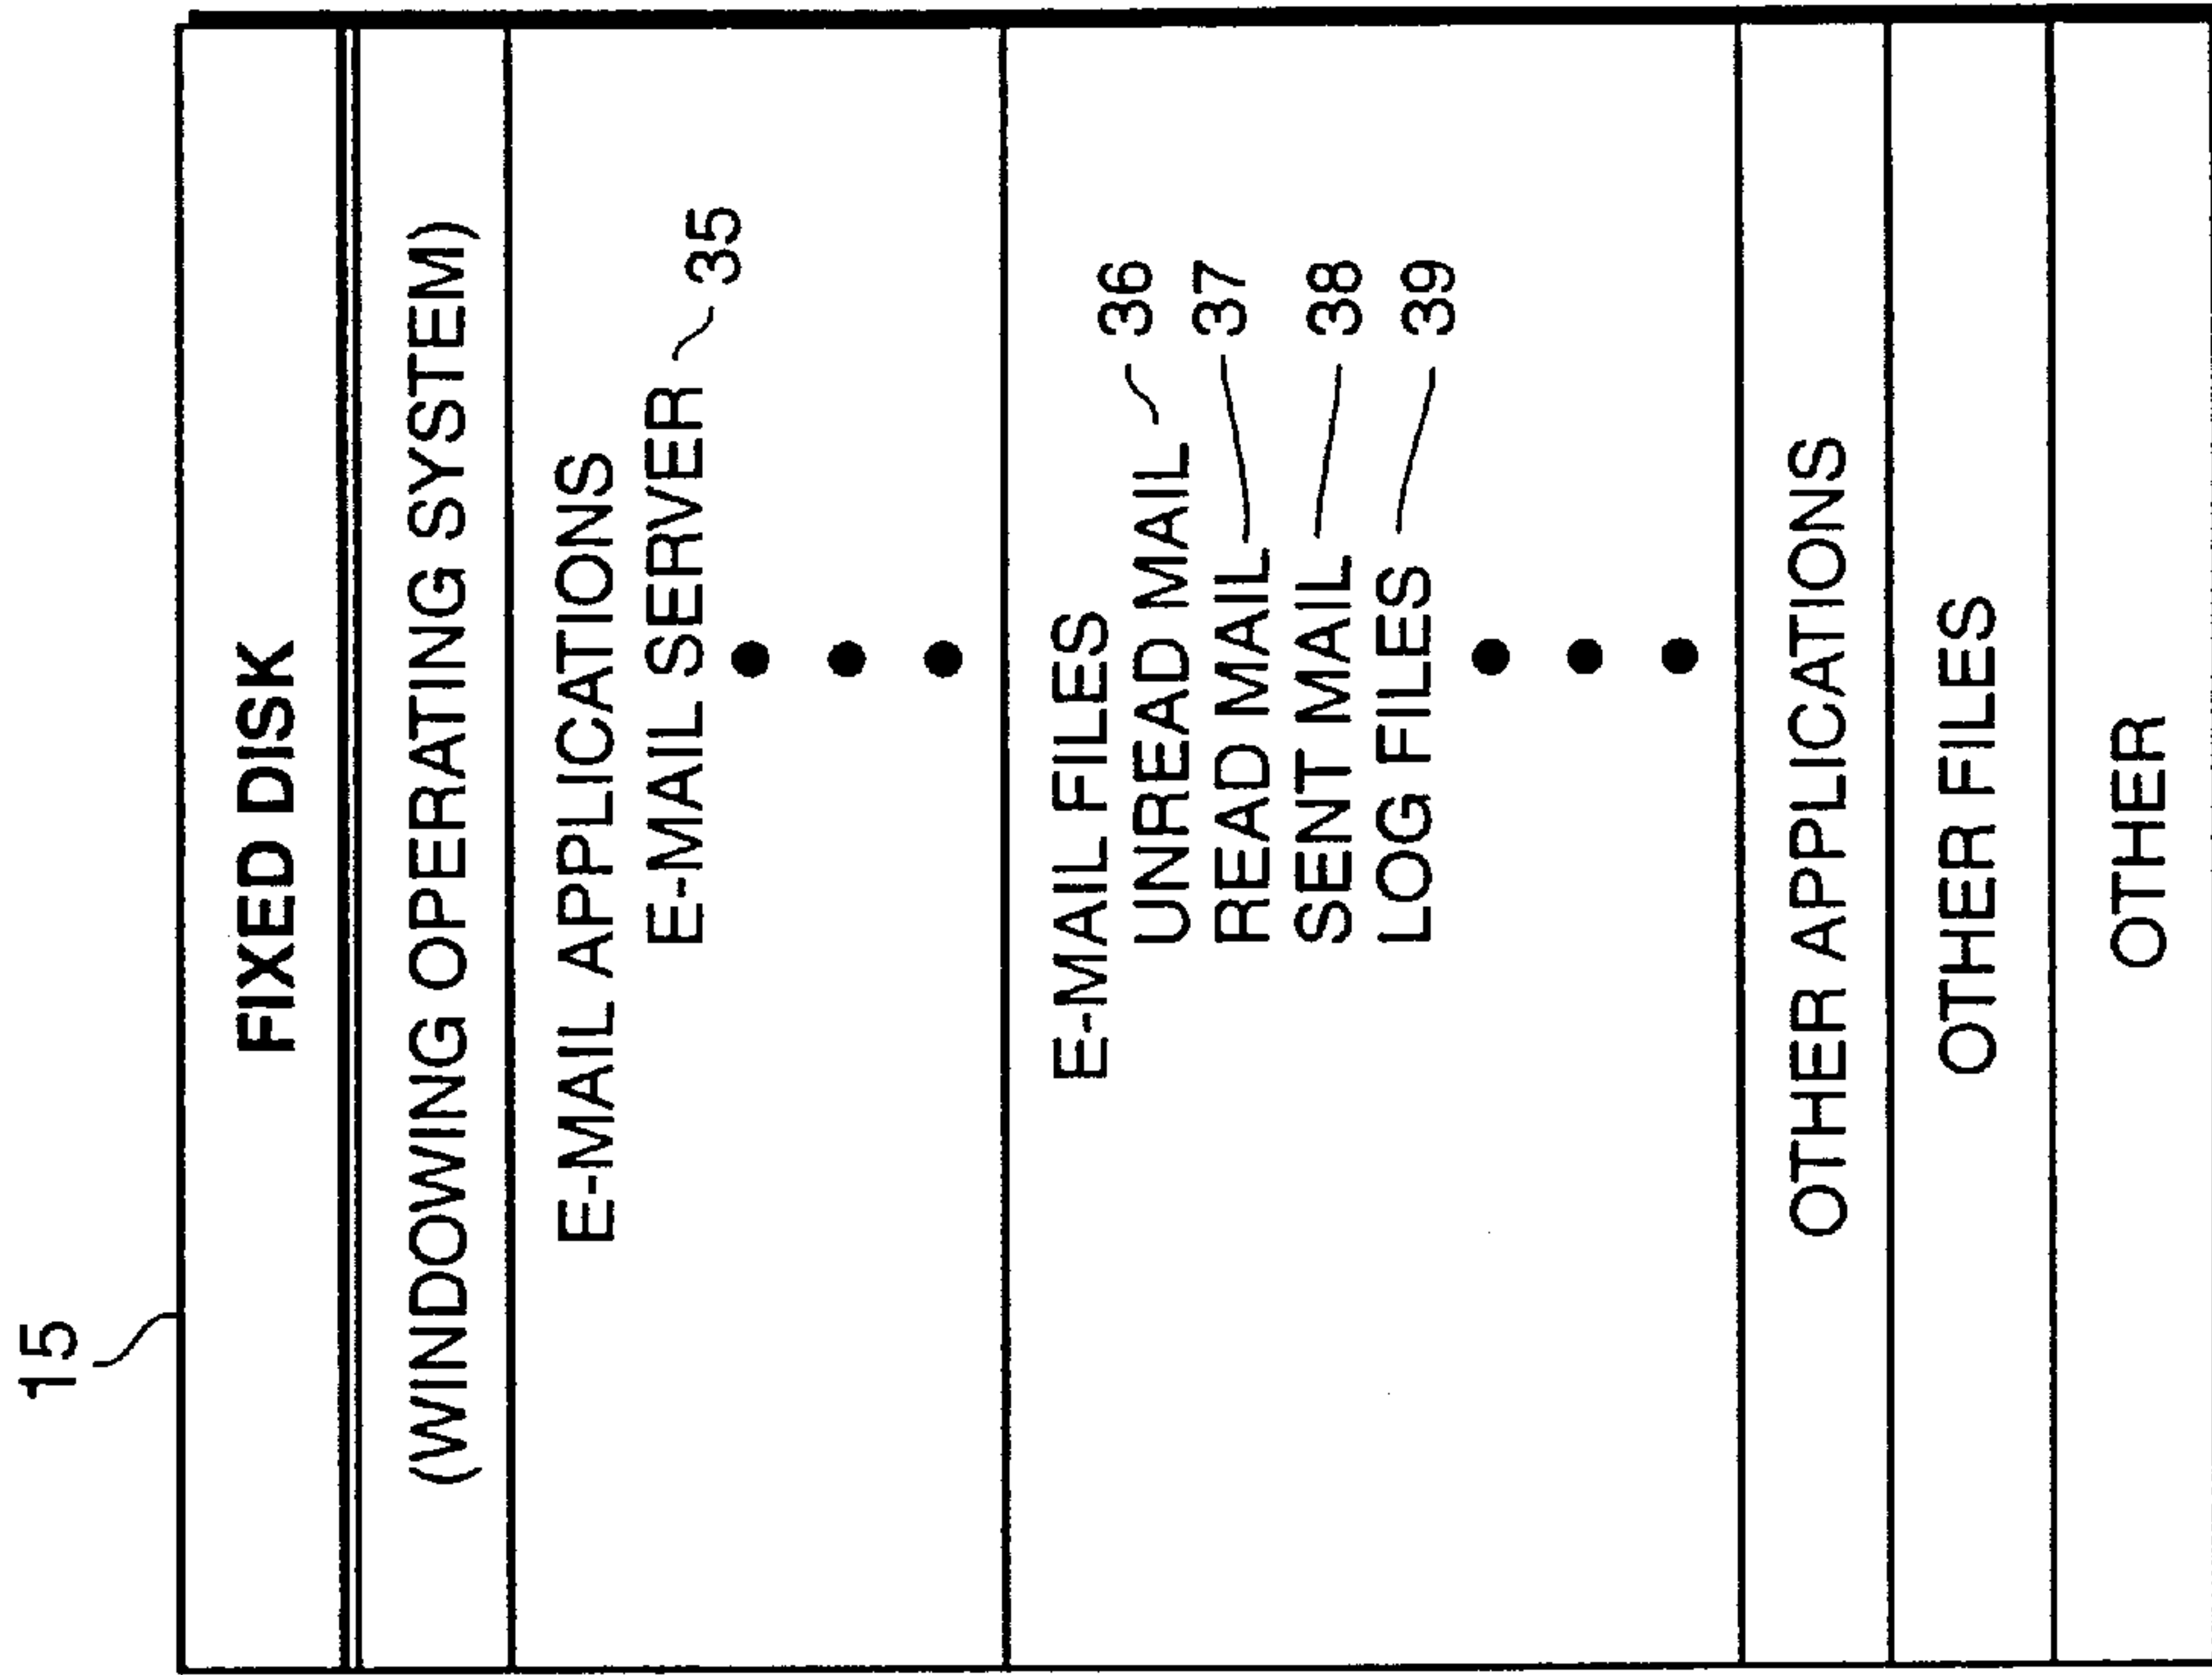 15
FIXED DISK
(WINDOWING OPERATING SYSTEM)
E-MAIL APPLICATIONS
E-MAIL SERVER 35
E-MAIL FILES
UNREAD MAIL 36
READ MAIL 37
SENT MAIL 38
LOG FILES 39
OTHER APPLICATIONS
OTHER FILES
OTHER